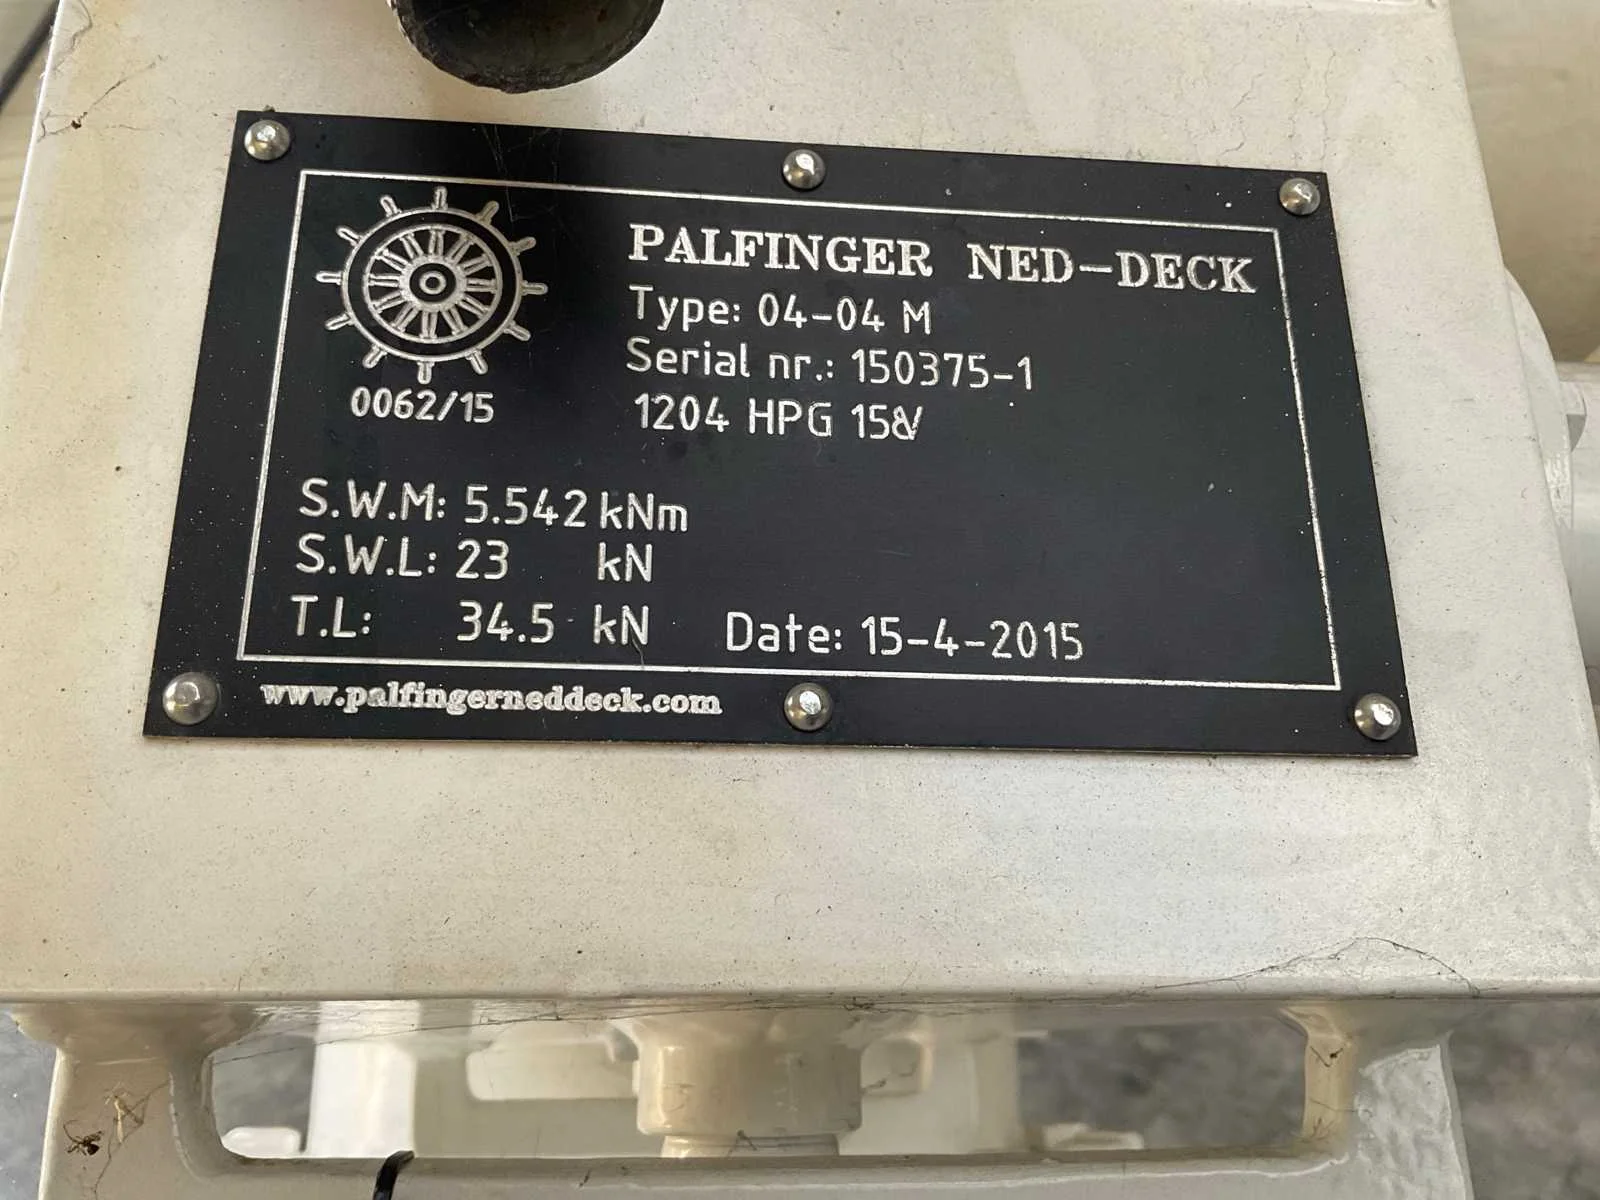 PALFINGER NED-DECK
Type: 04-04 M
Serial nr.: 150375-1
0062/15
1204 HPG
S.W.M: 5.542 kNm
S.W.L: 23 kN
T.L: 34.5 kN Date: 15-4-2015
www.palfingerneddeck.com